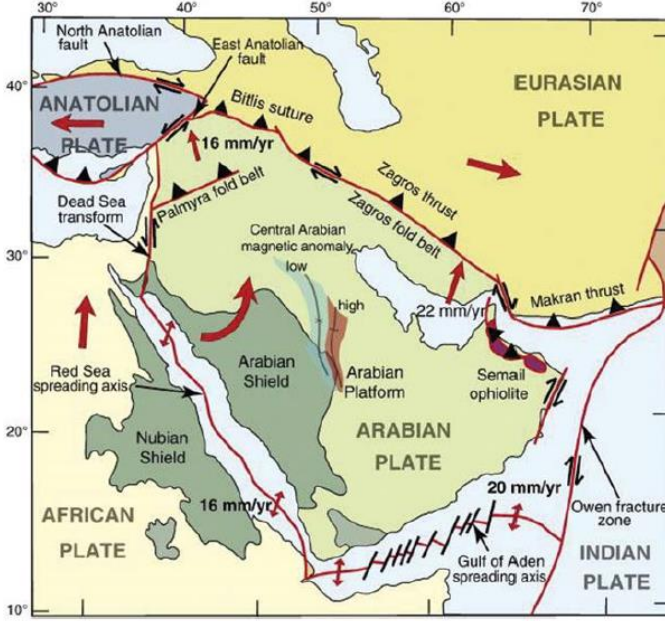 30°
40°
50°
60°
70°
North Anatolian
fault
East Anatolian
fault
40°
ANATOLIAN
PLATE
Bitlis suture
EURASIAN
PLATE
16 mm/yr
Palmyra fold belt
Zagros thrust
Zagros fold belt
Dead Sea
transform
Central Arabian
magnetic anomaly
low
high
30°
22 mm/yr
Makran thrust
Red Sea
spreading axis
Arabian
Shield
Arabian
Platform
Semail
ophiolite
20°
Nubian
Shield
ARABIAN
PLATE
16 mm/yr
20 mm/yr
Owen fracture
zone
AFRICAN
PLATE
Gulf of Aden
spreading axis
INDIAN
PLATE
10°